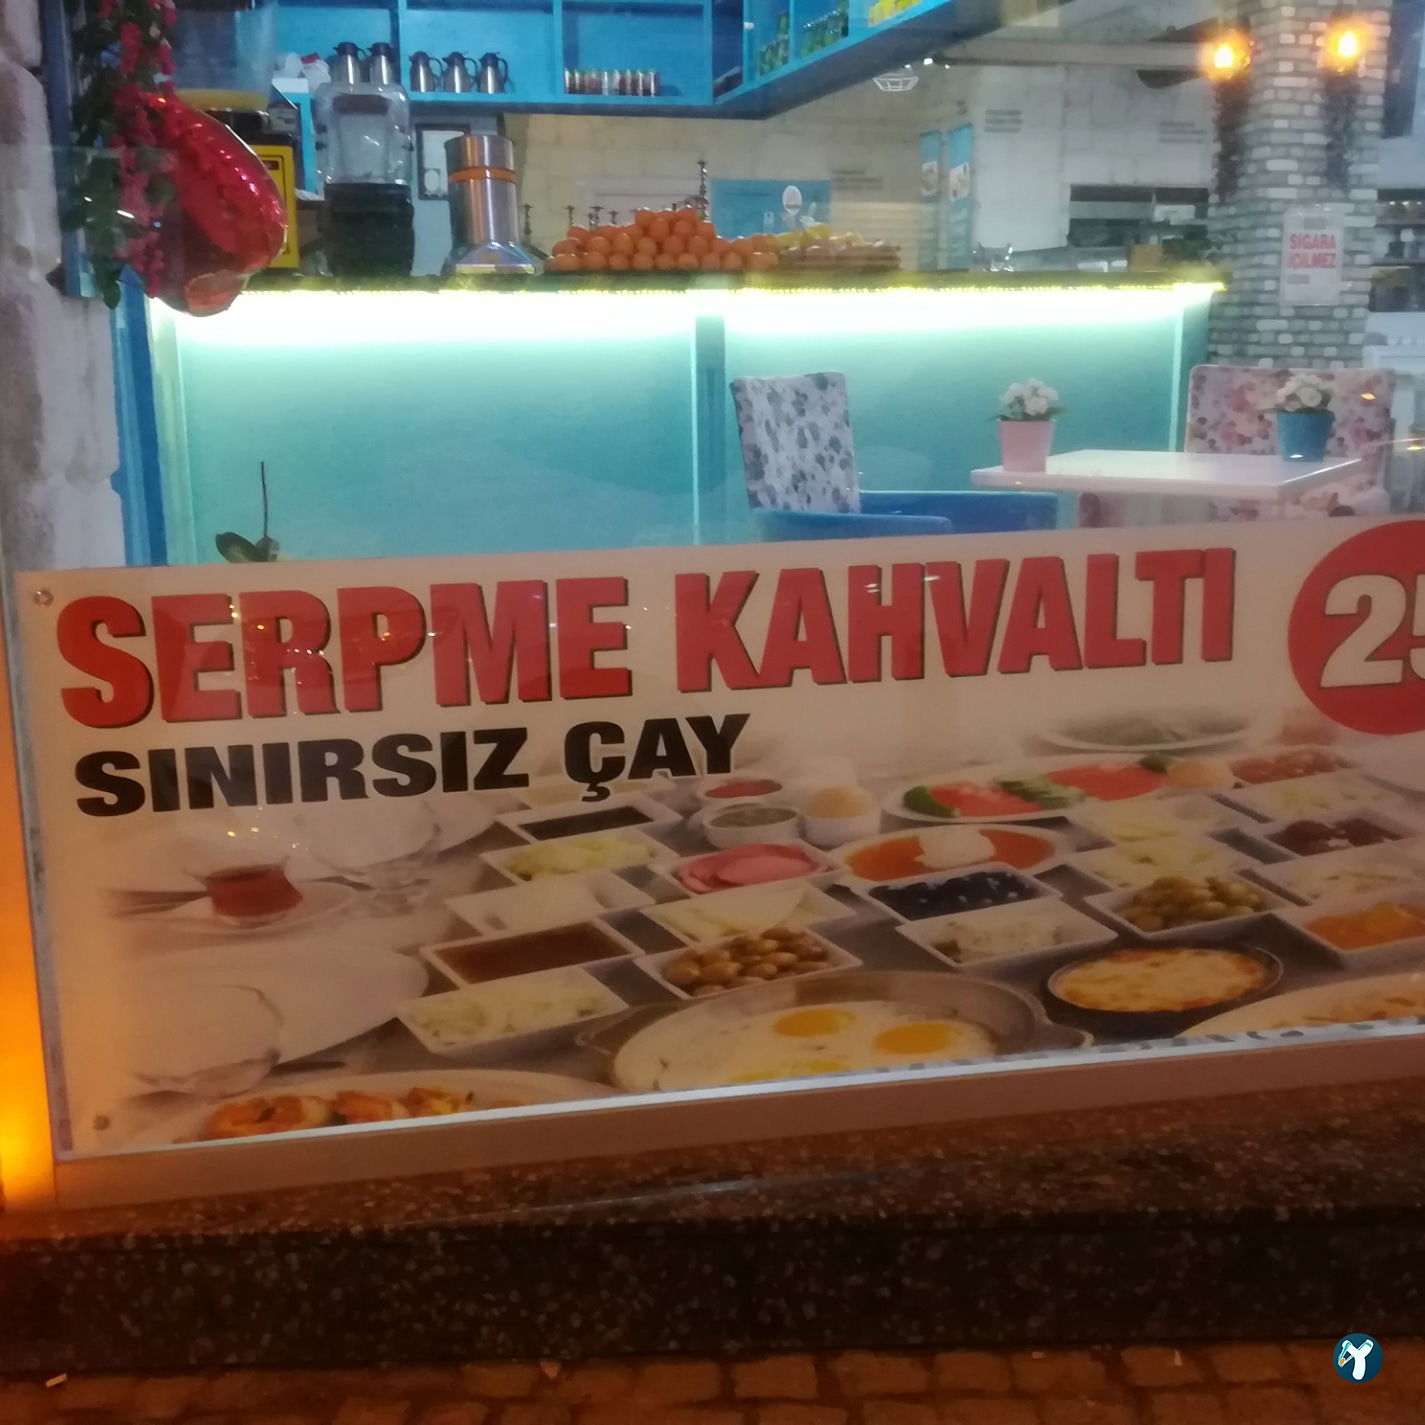 SİGARA
İÇİLMEZ
SERPME KAHVALTI
25
SINIRSIZ ÇAY